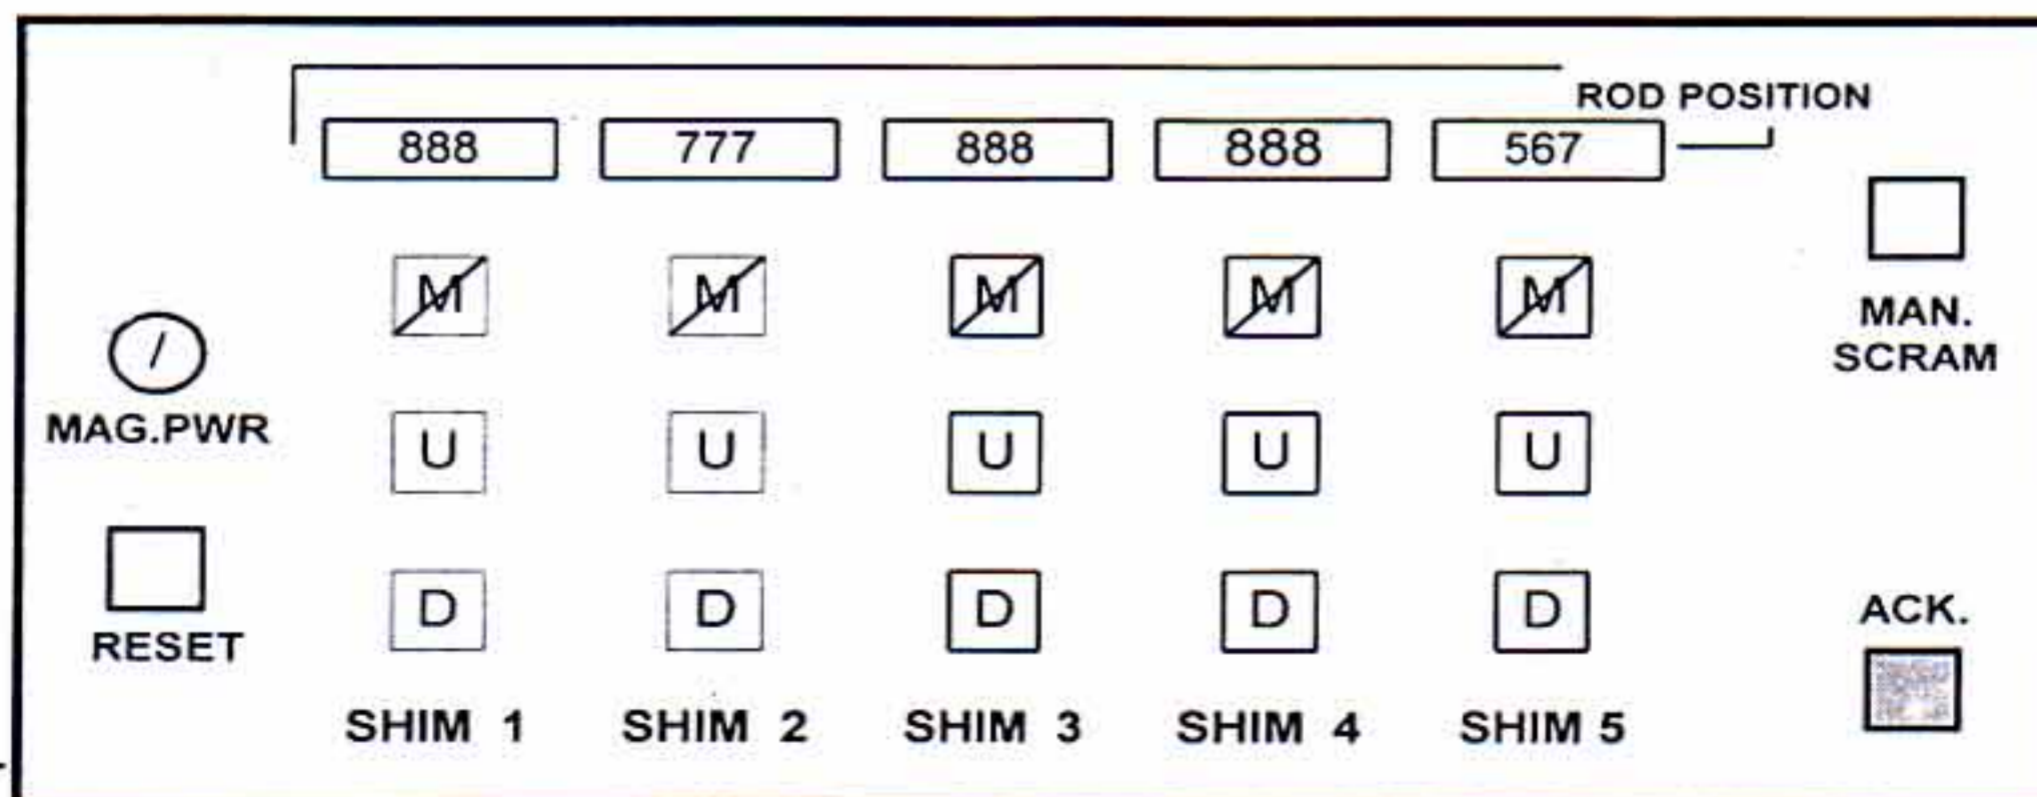 ROD POSITION
888 777 888 888 567
M M M M M
MAN.
SCRAM
/
MAG.PWR
U U U U U
RESET
D D D D D
ACK.
SHIM 1 SHIM 2 SHIM 3 SHIM 4 SHIM 5